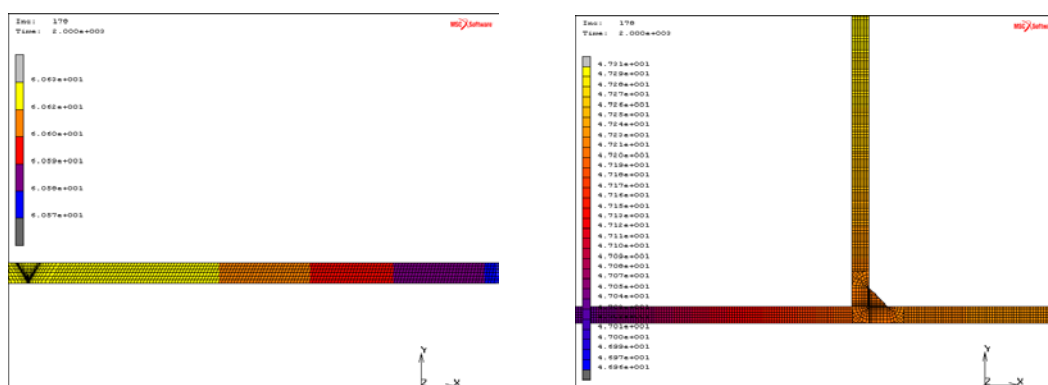 Inc: 178
Time: 2.000e+003
MSC Software
6.063e+001
6.062e+001
6.060e+001
6.059e+001
6.058e+001
6.057e+001
Y
Z X
Inc: 178
Time: 2.000e+003
MSC Software
4.731e+001
4.729e+001
4.728e+001
4.727e+001
4.726e+001
4.725e+001
4.724e+001
4.723e+001
4.721e+001
4.720e+001
4.719e+001
4.718e+001
4.717e+001
4.716e+001
4.715e+001
4.713e+001
4.712e+001
4.711e+001
4.710e+001
4.709e+001
4.708e+001
4.707e+001
4.705e+001
4.704e+001
4.701e+001
4.700e+001
4.699e+001
4.697e+001
4.696e+001
Y
Z X